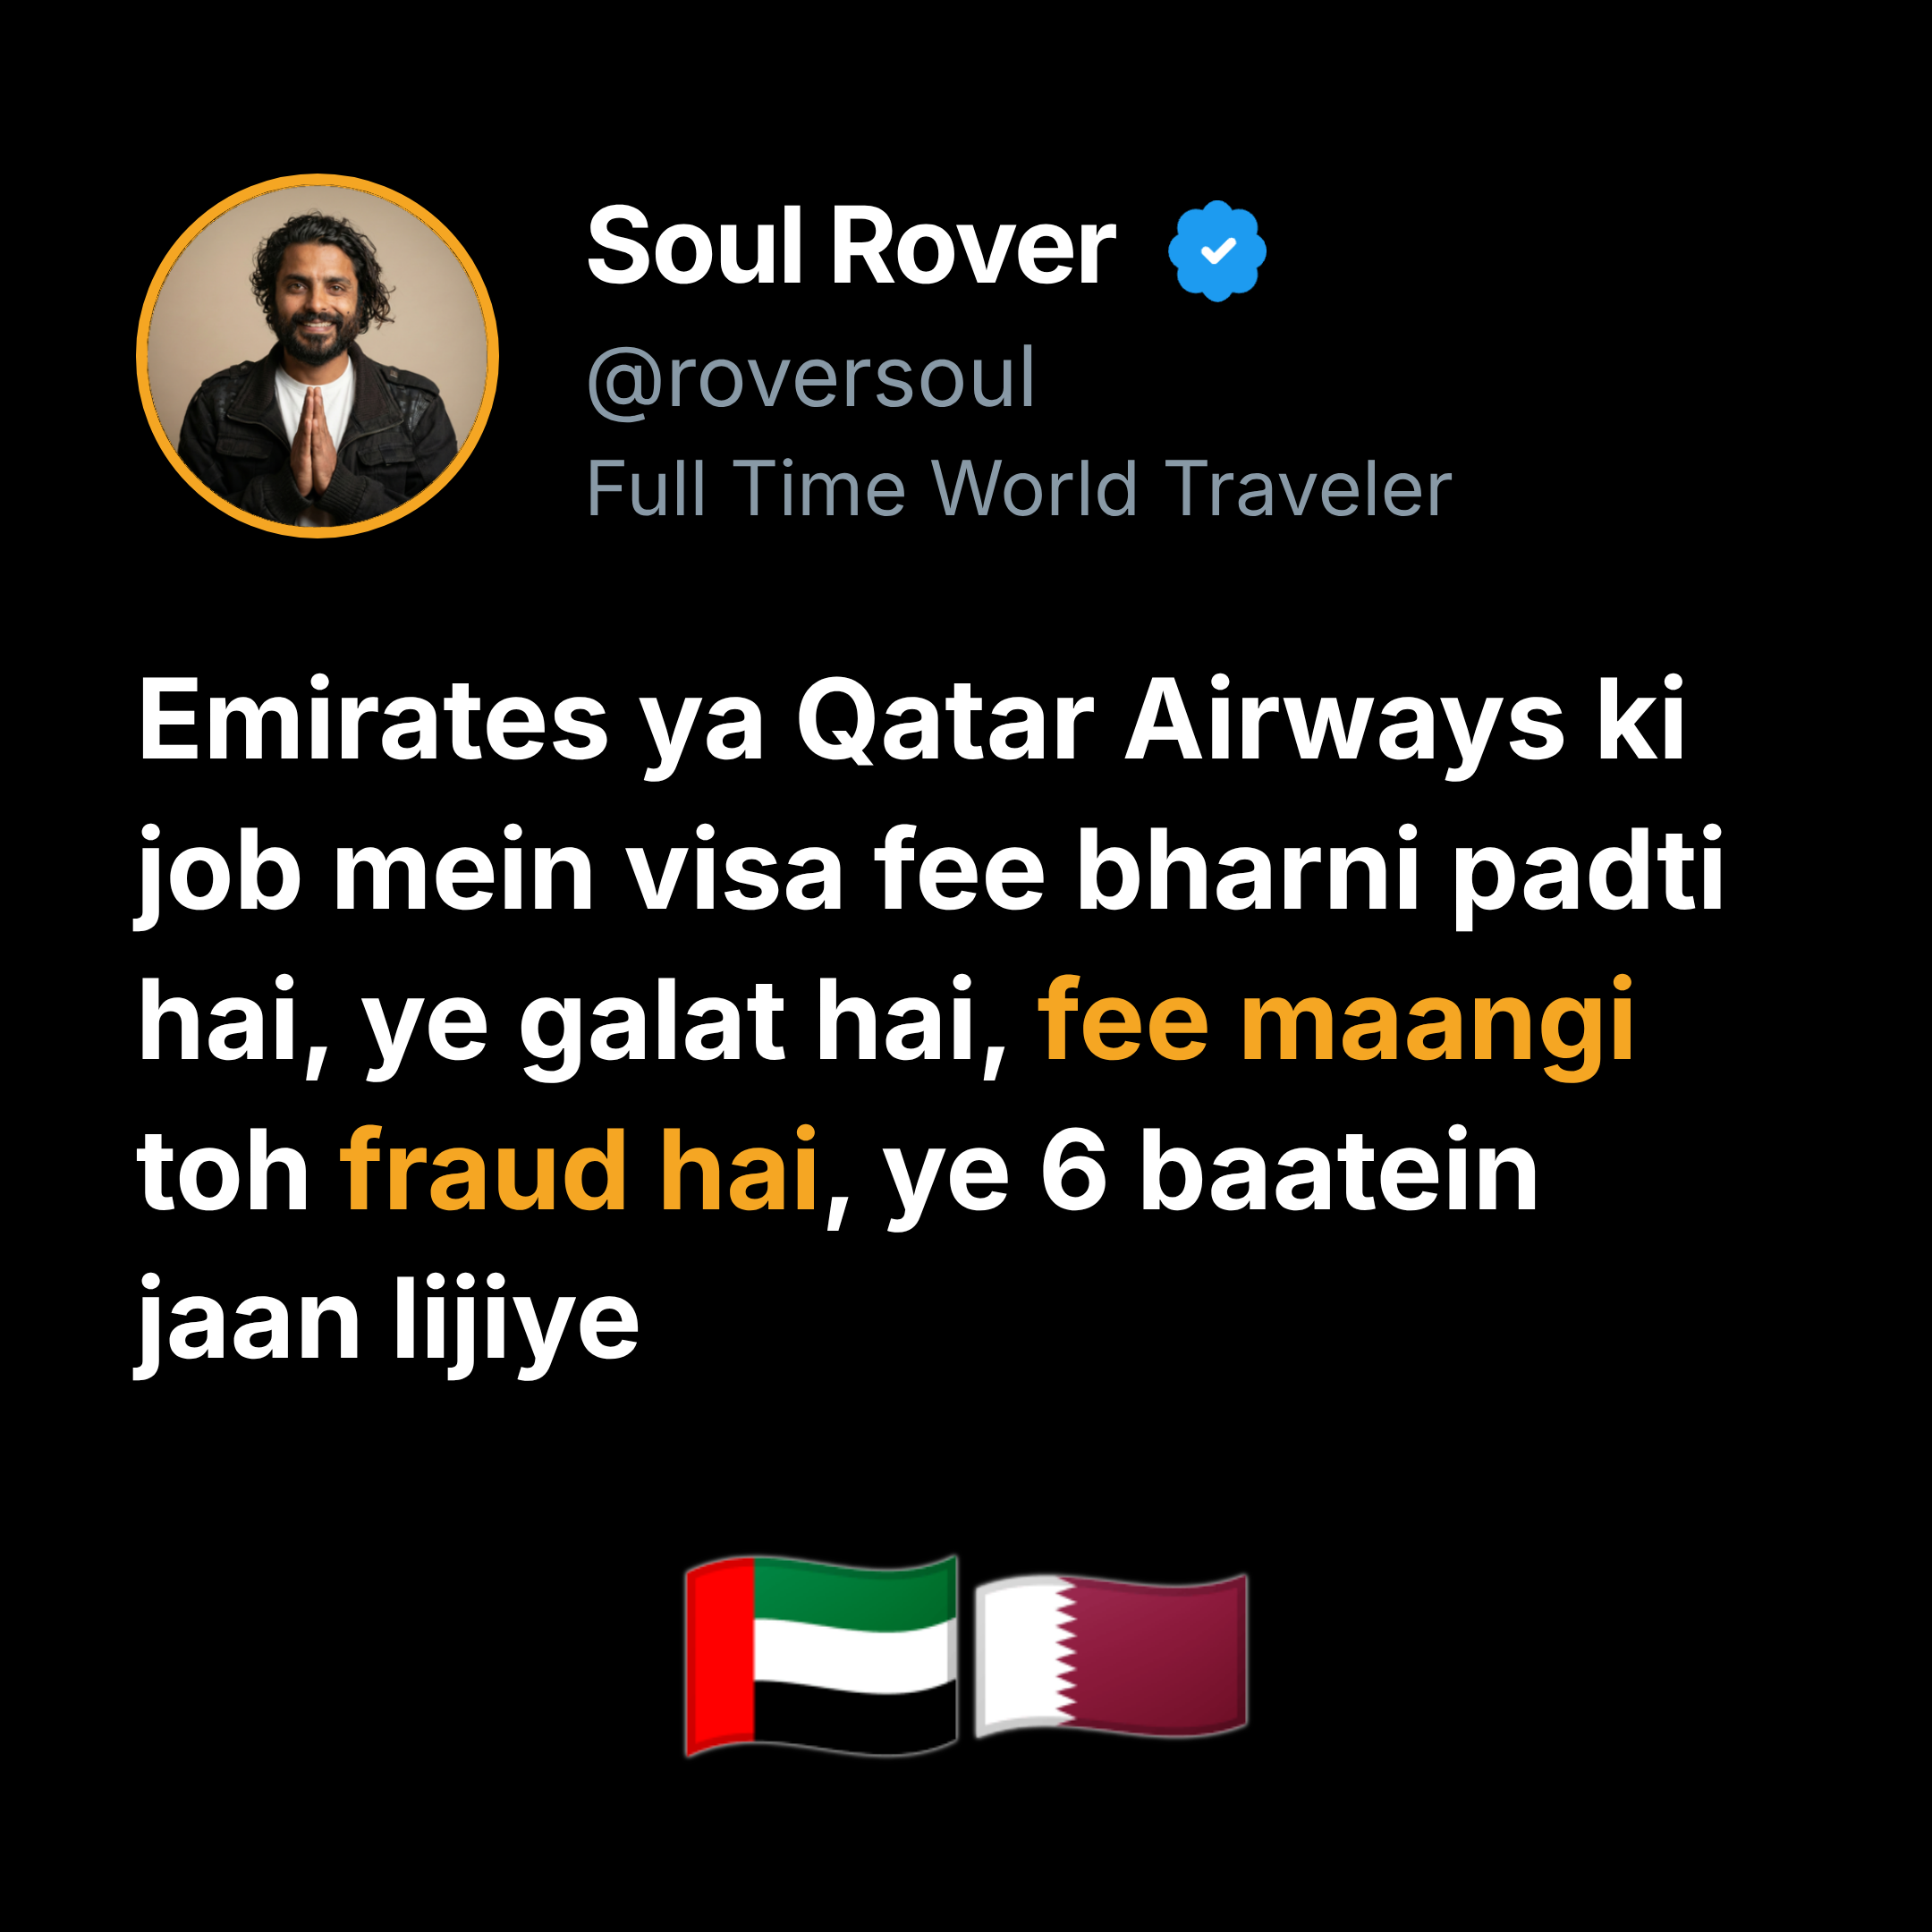 Soul Rover
@roversoul
Full Time World Traveler
Emirates ya Qatar Airways ki
job mein visa fee bharni padti
hai, ye galat hai, fee maangi
toh fraud hai, ye 6 baatein
jaan lijiye